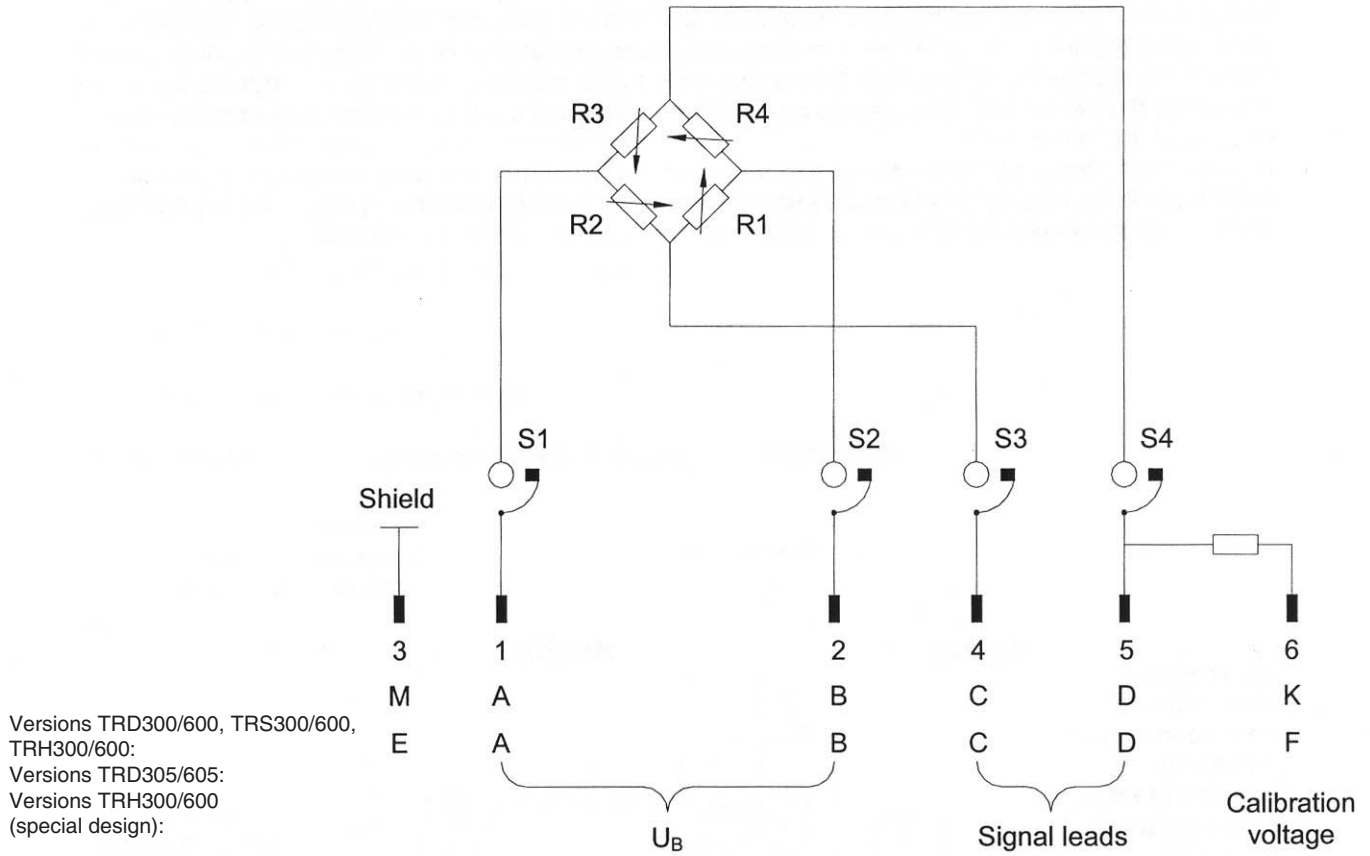 R3 R4
R2 R1
S1 S2 S3 S4
Shield
3 1 2 4 5 6
M A B C D K
E A B C D F
Versions TRD300/600, TRS300/600,
TRH300/600:
Versions TRD305/605:
Versions TRH300/600
(special design):
UB
Signal leads
Calibration
voltage